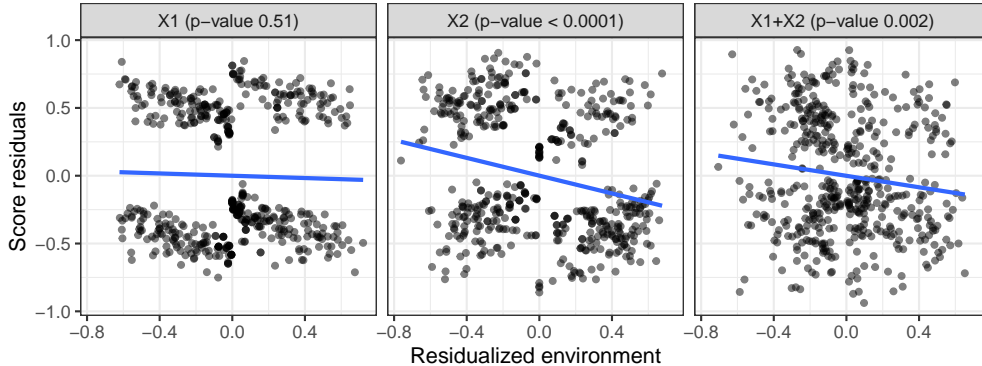 X1 (p−value 0.51)
X2 (p−value < 0.0001)
X1+X2 (p−value 0.002)
1.0
0.5
0.0
−0.5
−1.0
Score residuals
−0.8 −0.4 0.0 0.4
−0.8 −0.4 0.0 0.4
−0.8 −0.4 0.0 0.4
Residualized environment